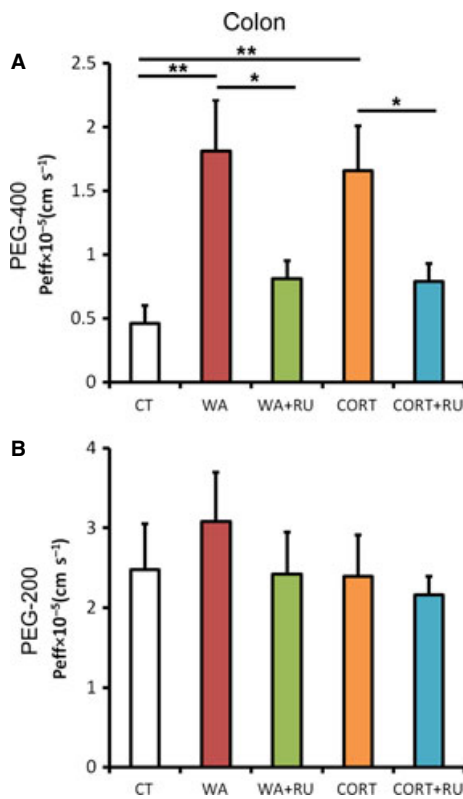 Colon
A
** 
** *
*
PEG-400
Peff×10⁻⁵(cm s⁻¹)
2.5
2
1.5
1
0.5
0
CT WA WA+RU CORT CORT+RU
B
PEG-200
Peff×10⁻⁵(cm s⁻¹)
4
3
2
1
0
CT WA WA+RU CORT CORT+RU